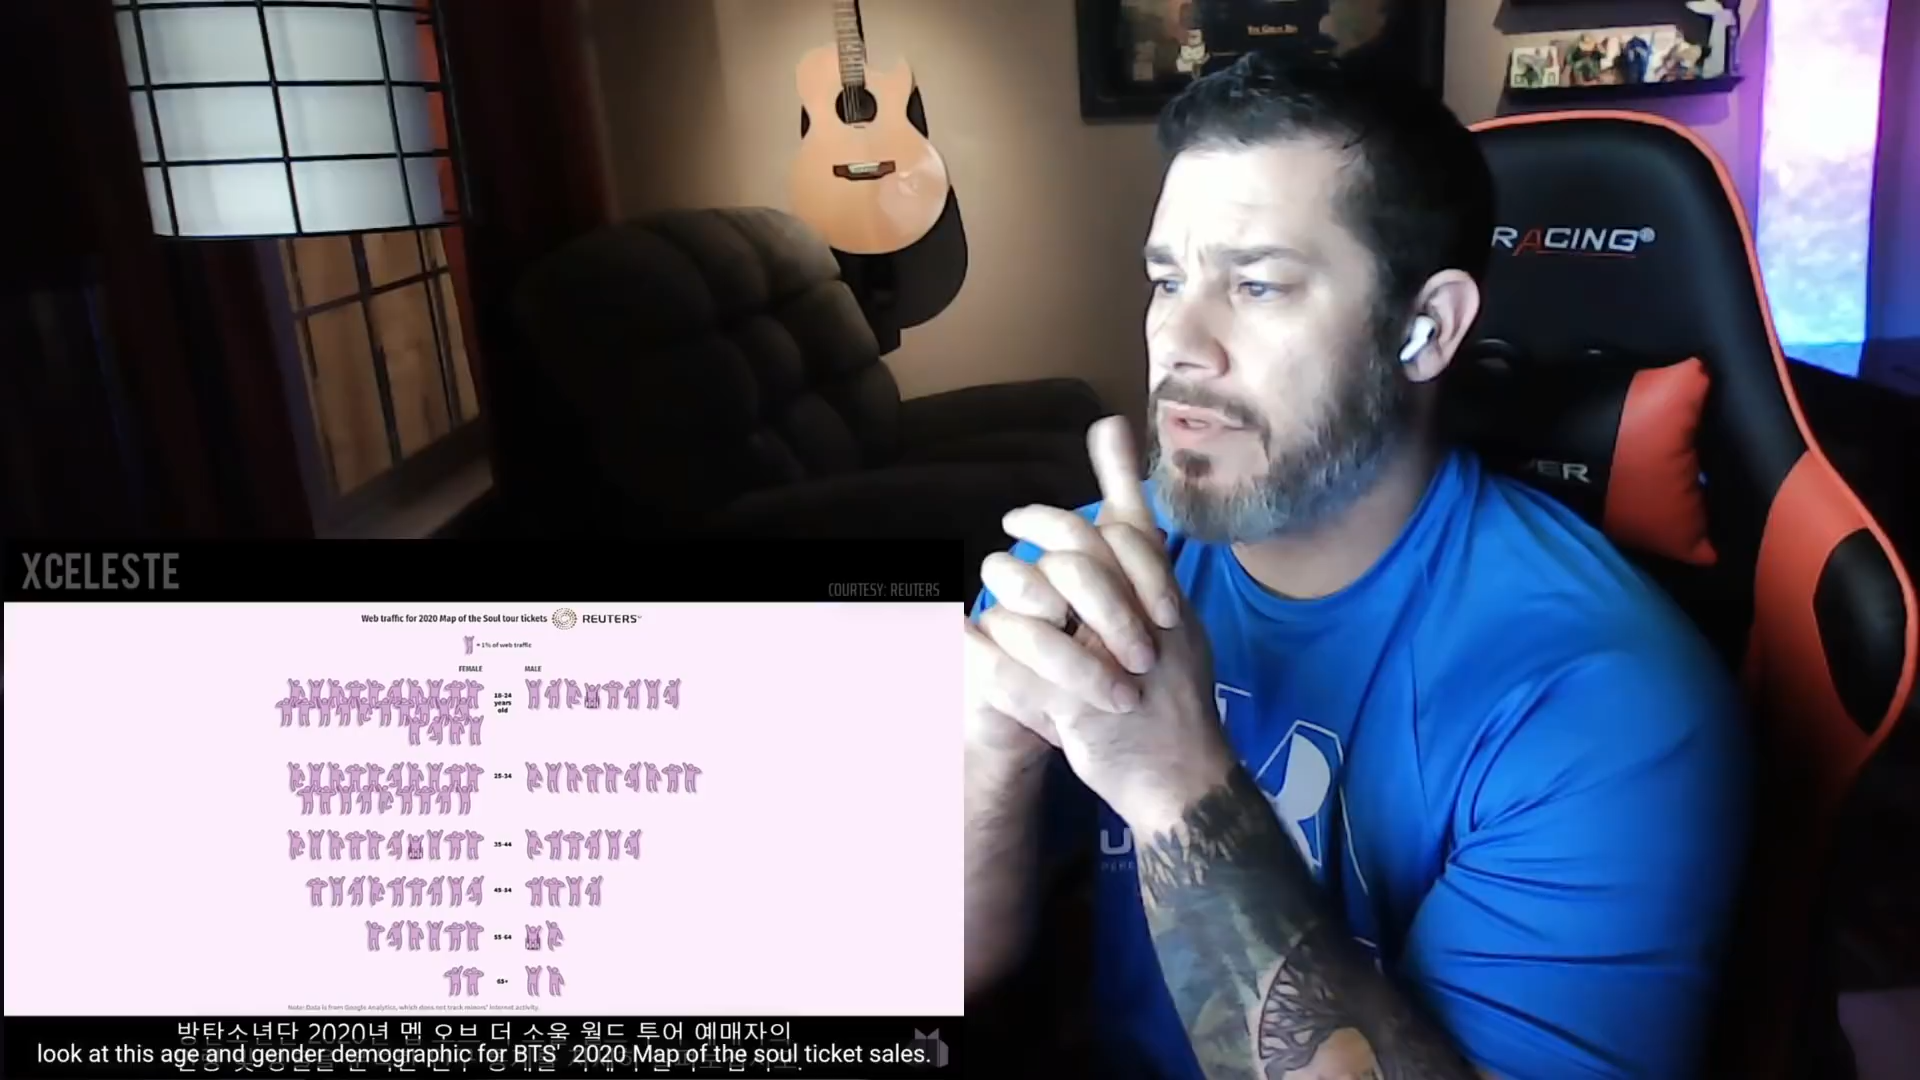 RACING®
VER
XCELESTE
COURTESY: REUTERS
Web traffic for 2020 Map of the Soul tour tickets
REUTERS
= 1% of web traffic
FEMALE
MALE
18-24
years
old
25-34
35-44
45-54
55-64
65+
Note: Data is from Google Analytics, which does not track minors' internet activity.
방탄소년단 2020년 멥 오브 더 소울 월드 투어 예매자의
look at this age and gender demographic for BTS' 2020 Map of the soul ticket sales.